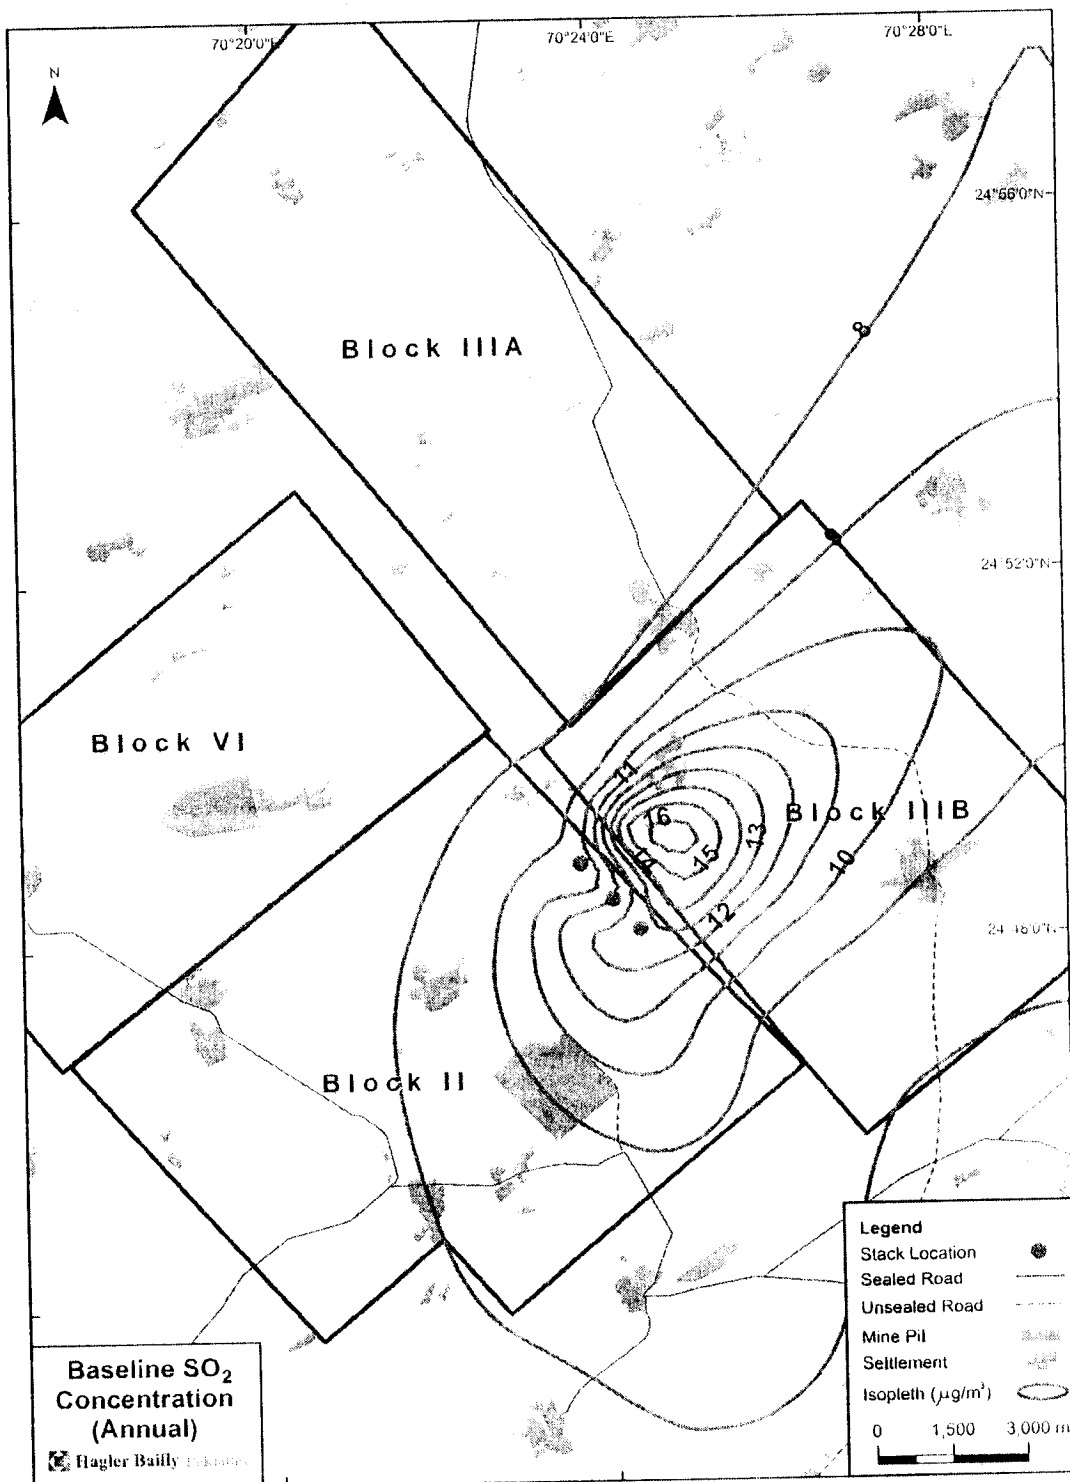 70°20'0"E
70°24'0"E
70°28'0"E
N
24°56'0"N
8
Block IIIA
24°52'0"N
Block VI
11
16
Block IIIB
13
15
10
12
Block II
Legend
Stack Location
Sealed Road
Unsealed Road
Mine Pit
Settlement
Isopleth (µg/m³)
0 1,500 3,000 m
Baseline SO₂
Concentration
(Annual)
Hagler Bailly